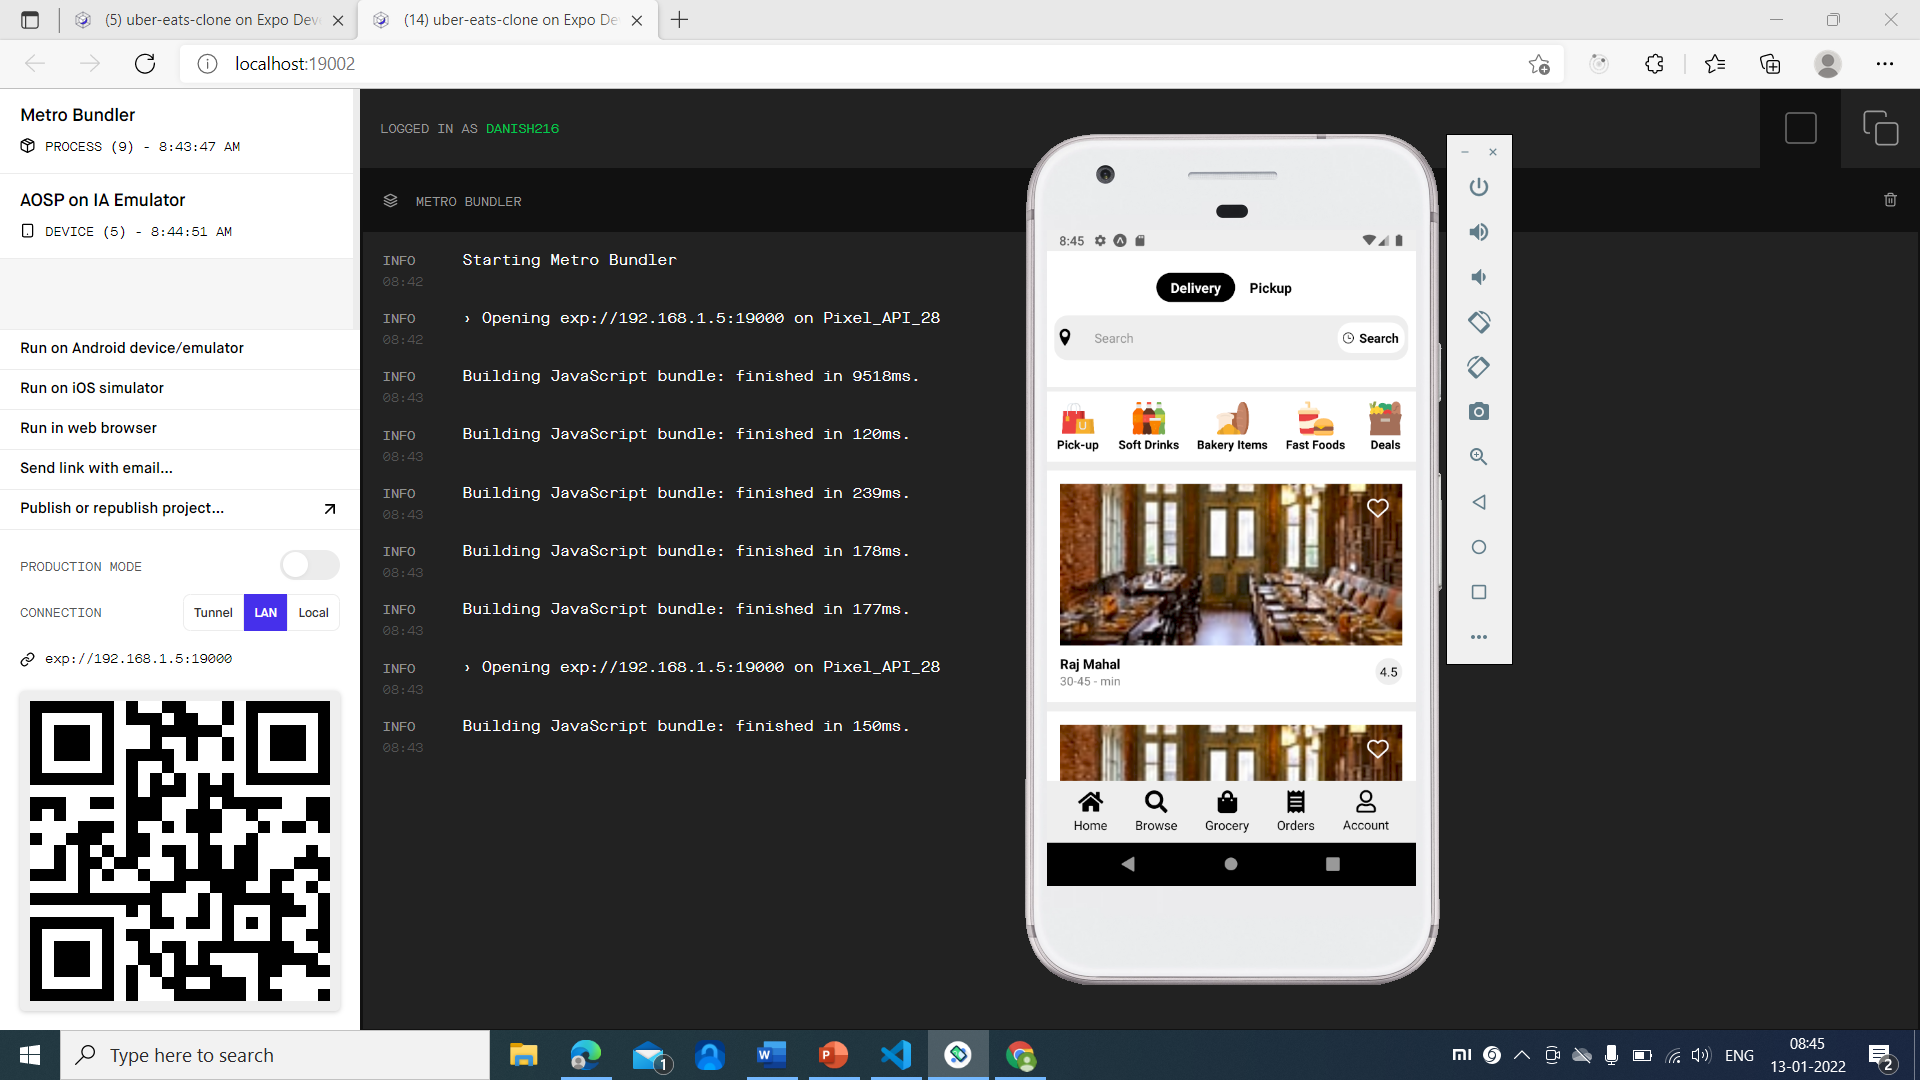 (5) uber-eats-clone on Expo Deve
(14) uber-eats-clone on Expo De
localhost:19002
Metro Bundler
PROCESS (9) - 8:43:47 AM
AOSP on IA Emulator
DEVICE (5) - 8:44:51 AM
Run on Android device/emulator
Run on iOS simulator
Run in web browser
Send link with email...
Publish or republish project...
PRODUCTION MODE
CONNECTION
Tunnel
LAN
Local
exp://192.168.1.5:19000
LOGGED IN AS DANISH216
METRO BUNDLER
INFO Starting Metro Bundler
08:42
INFO › Opening exp://192.168.1.5:19000 on Pixel_API_28
08:42
INFO Building JavaScript bundle: finished in 9518ms.
08:43
INFO Building JavaScript bundle: finished in 120ms.
08:43
INFO Building JavaScript bundle: finished in 239ms.
08:43
INFO Building JavaScript bundle: finished in 178ms.
08:43
INFO Building JavaScript bundle: finished in 177ms.
08:43
INFO › Opening exp://192.168.1.5:19000 on Pixel_API_28
08:43
INFO Building JavaScript bundle: finished in 150ms.
08:43
8:45
Delivery
Pickup
Search
Search
Pick-up
Soft Drinks
Bakery Items
Fast Foods
Deals
Raj Mahal
30-45 - min
4.5
Home
Browse
Grocery
Orders
Account
Type here to search
1
ENG
08:45
13-01-2022
2